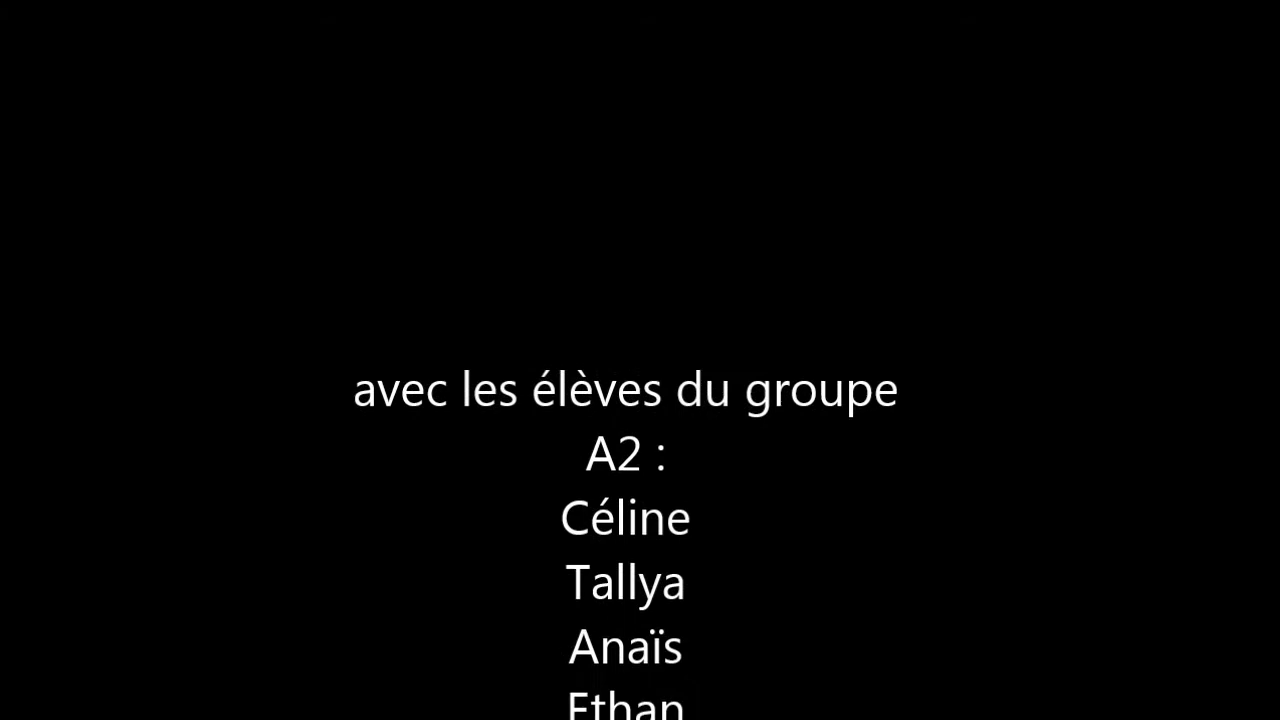 avec les élèves du groupe
A2 :
Céline
Tallya
Anaïs
Ethan